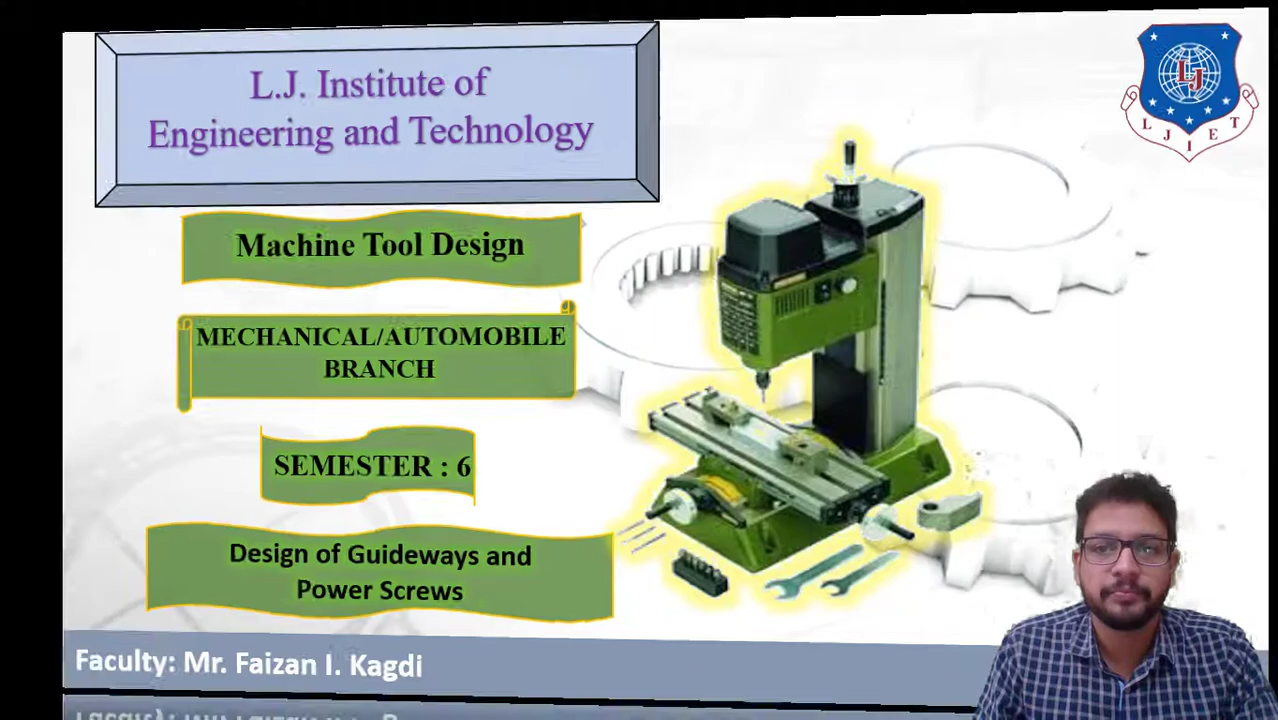 L.J. Institute of
Engineering and Technology
Machine Tool Design
MECHANICAL/AUTOMOBILE
BRANCH
SEMESTER : 6
Design of Guideways and
Power Screws
Faculty: Mr. Faizan I. Kagdi
LJ
L J I E T